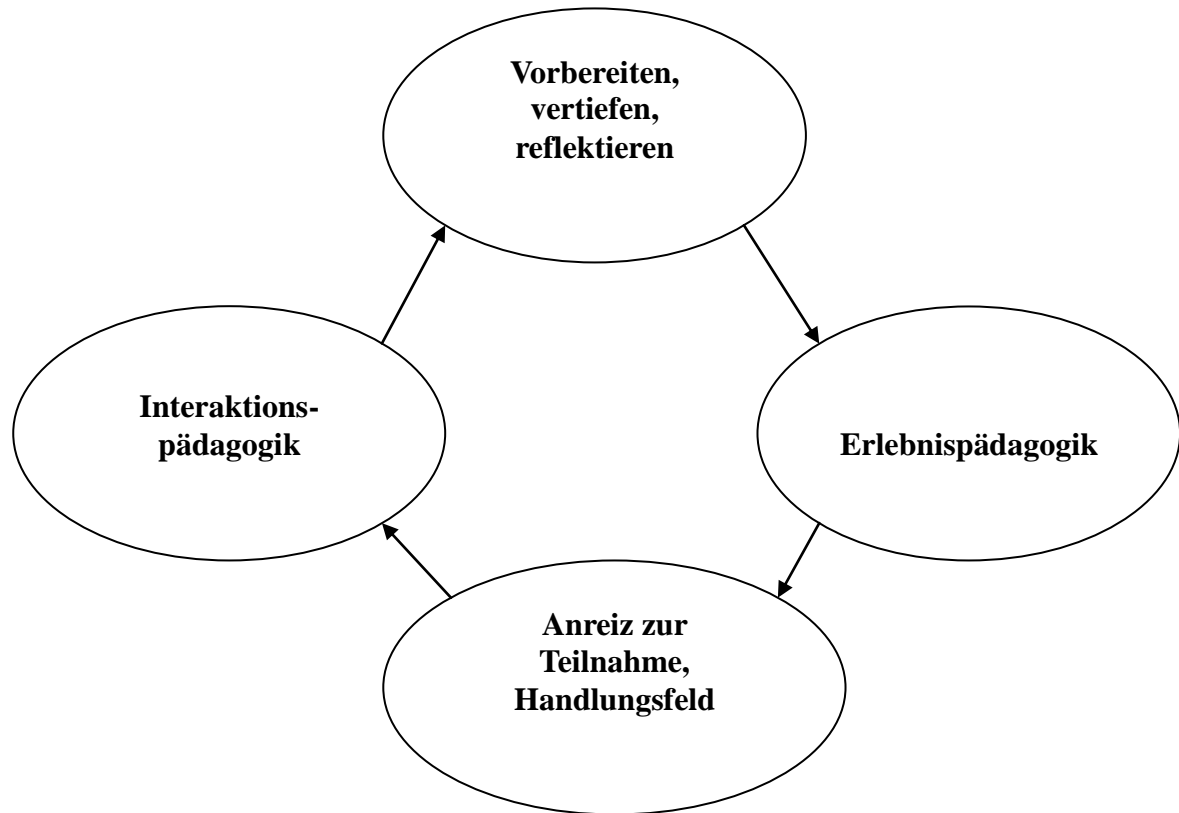 Vorbereiten,
vertiefen,
reflektieren
Interaktions-
pädagogik
Erlebnispädagogik
Anreiz zur
Teilnahme,
Handlungsfeld